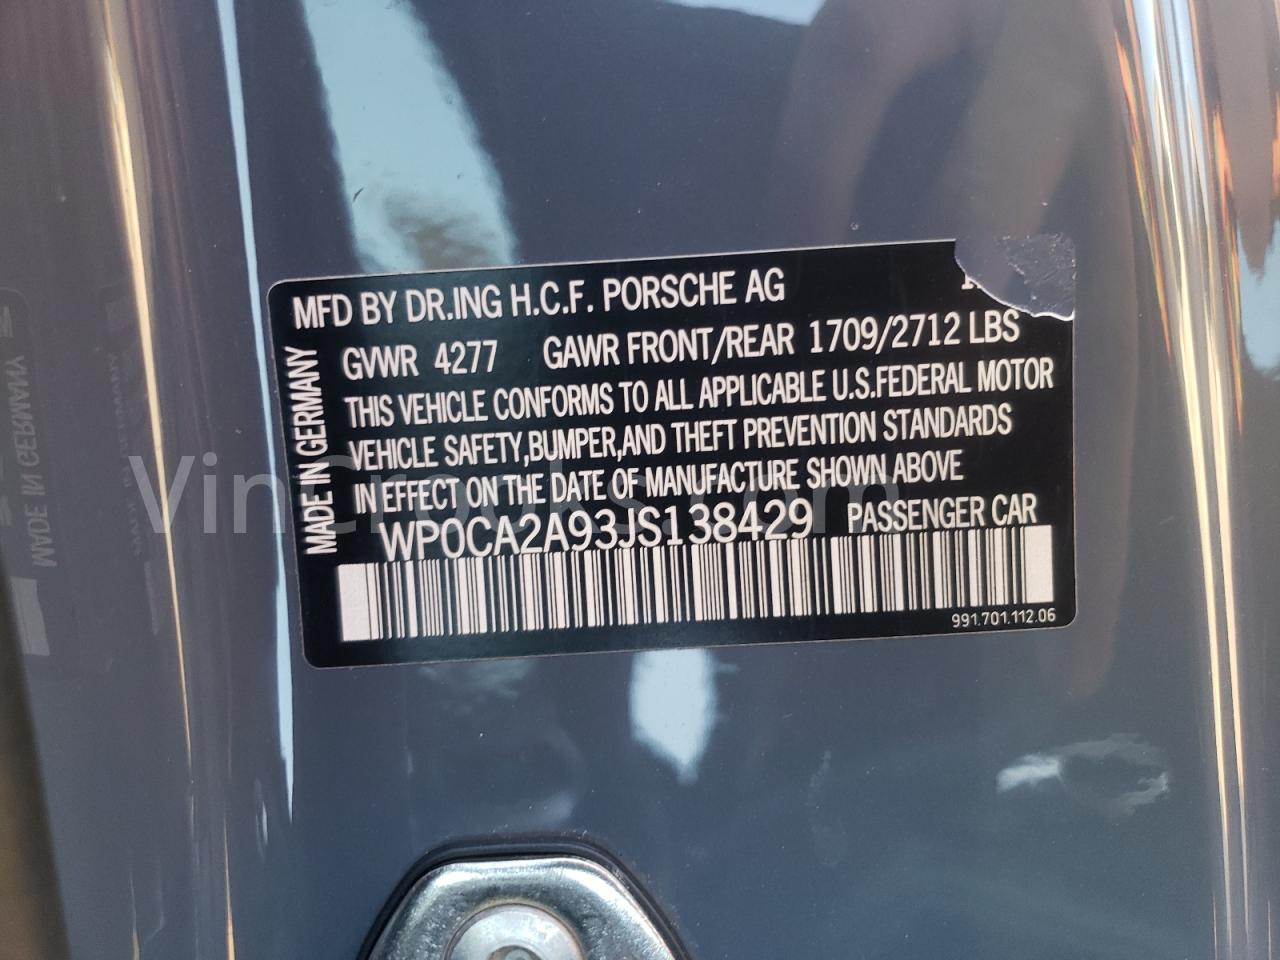 MFD BY DR.ING H.C.F. PORSCHE AG
GVWR 4277 GAWR FRONT/REAR 1709/2712 LBS
THIS VEHICLE CONFORMS TO ALL APPLICABLE U.S.FEDERAL MOTOR
VEHICLE SAFETY,BUMPER,AND THEFT PREVENTION STANDARDS
IN EFFECT ON THE DATE OF MANUFACTURE SHOWN ABOVE
WP0CA2A93JS138429 PASSENGER CAR
991.701.112.06
MADE IN GERMANY
VinCrooks.com
MADE IN GERMANY